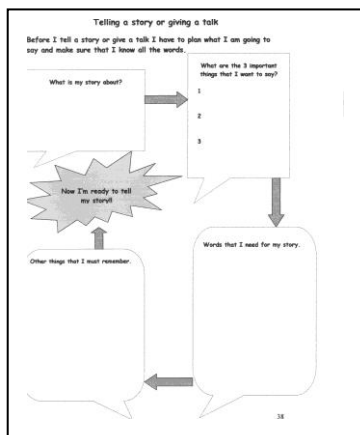 Telling a story or giving a talk
Before I tell a story or give a talk I have to plan what I am going to
say and make sure that I know all the words.
What is my story about?
What are the 3 important
things that I want to say?
1
2
3
Words that I need for my story.
Other things that I must remember.
Now I'm ready to tell
my story!!
38